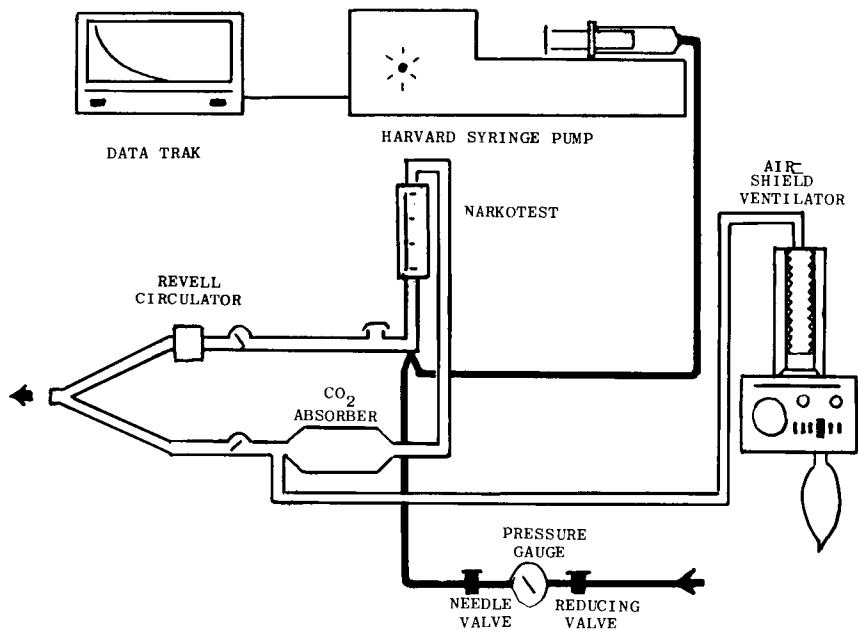 DATA TRAK
HARVARD SYRINGE PUMP
AIR-
SHIELD
VENTILATOR
NARKOTEST
REVELL
CIRCULATOR
CO2
ABSORBER
PRESSURE
GAUGE
NEEDLE
VALVE
REDUCING
VALVE